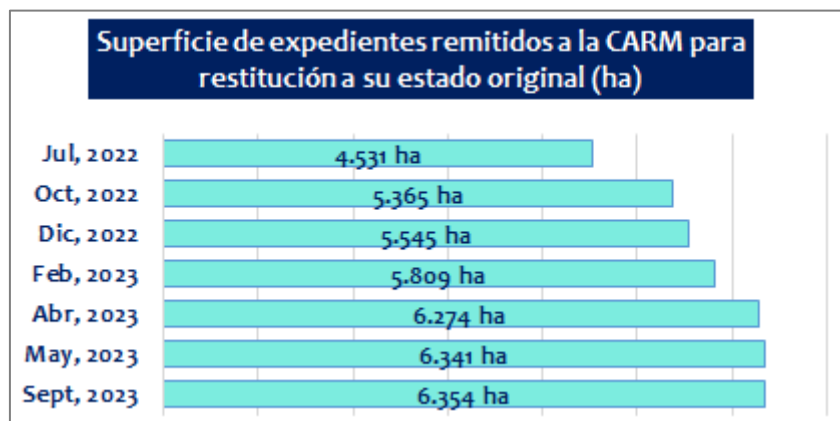 Superficie de expedientes remitidos a la CARM para
restitución a su estado original (ha)
Jul, 2022 4.531 ha
Oct, 2022 5.365 ha
Dic, 2022 5.545 ha
Feb, 2023 5.809 ha
Abr, 2023 6.274 ha
May, 2023 6.341 ha
Sept, 2023 6.354 ha